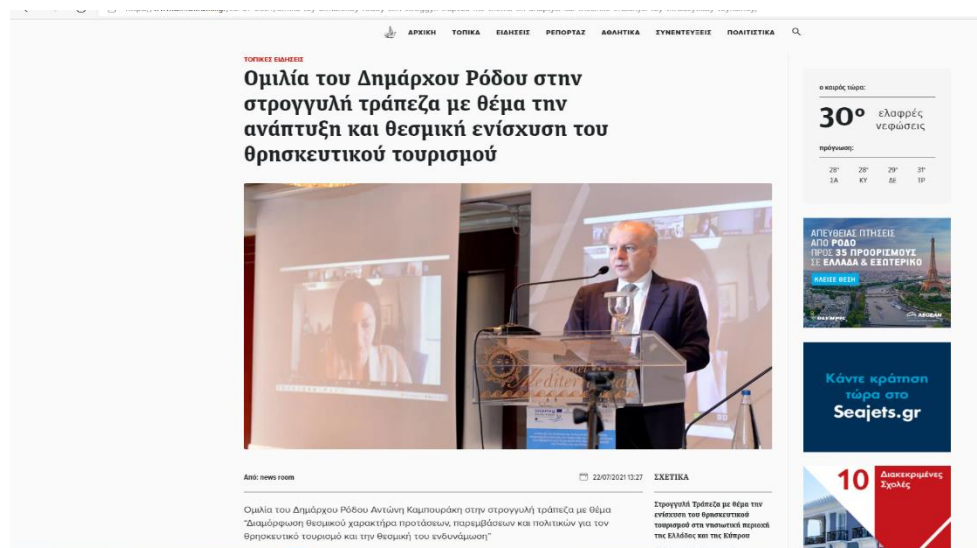 ΑΡΧΙΚΗ ΤΟΠΙΚΑ ΕΙΔΗΣΕΙΣ ΡΕΠΟΡΤΑΖ ΑΘΛΗΤΙΚΑ ΣΥΝΕΝΤΕΥΞΕΙΣ ΠΟΛΙΤΙΣΤΙΚΑ
ΤΟΠΙΚΕΣ ΕΙΔΗΣΕΙΣ
Ομιλία του Δημάρχου Ρόδου στην
στρογγυλή τράπεζα με θέμα την
ανάπτυξη και θεσμική ενίσχυση του
θρησκευτικού τουρισμού
Mediterranean
Από: news room
22/07/2021 13:27
Ομιλία του Δημάρχου Ρόδου Αντώνη Καμπουράκη στην στρογγυλή τράπεζα με θέμα
"Διαμόρφωση θεσμικού χαρακτήρα προτάσεων, παρεμβάσεων και πολιτικών για τον
θρησκευτικό τουρισμό και την θεσμική του ενδυνάμωση"
ΣΧΕΤΙΚΑ
Στρογγυλή Τράπεζα με θέμα την
ενίσχυση του θρησκευτικού
τουρισμού στη νησιωτική περιοχή
της Ελλάδος και της Κύπρου
ο καιρός τώρα:
30° ελαφρές
νεφώσεις
πρόγνωση:
28° 28° 29° 31°
ΣΑ ΚΥ ΔΕ ΤΡ
ΑΠΕΥΘΕΙΑΣ ΠΤΗΣΕΙΣ
ΑΠΟ ΡΟΔΟ
ΠΡΟΣ 35 ΠΡΟΟΡΙΣΜΟΥΣ
ΣΕ ΕΛΛΑΔΑ & ΕΞΩΤΕΡΙΚΟ
ΚΛΕΙΣΕ ΘΕΣΗ
OLYMPIC AEGEAN
Κάντε κράτηση
τώρα στο
Seajets.gr
10 Διακεκριμένες
Σχολές